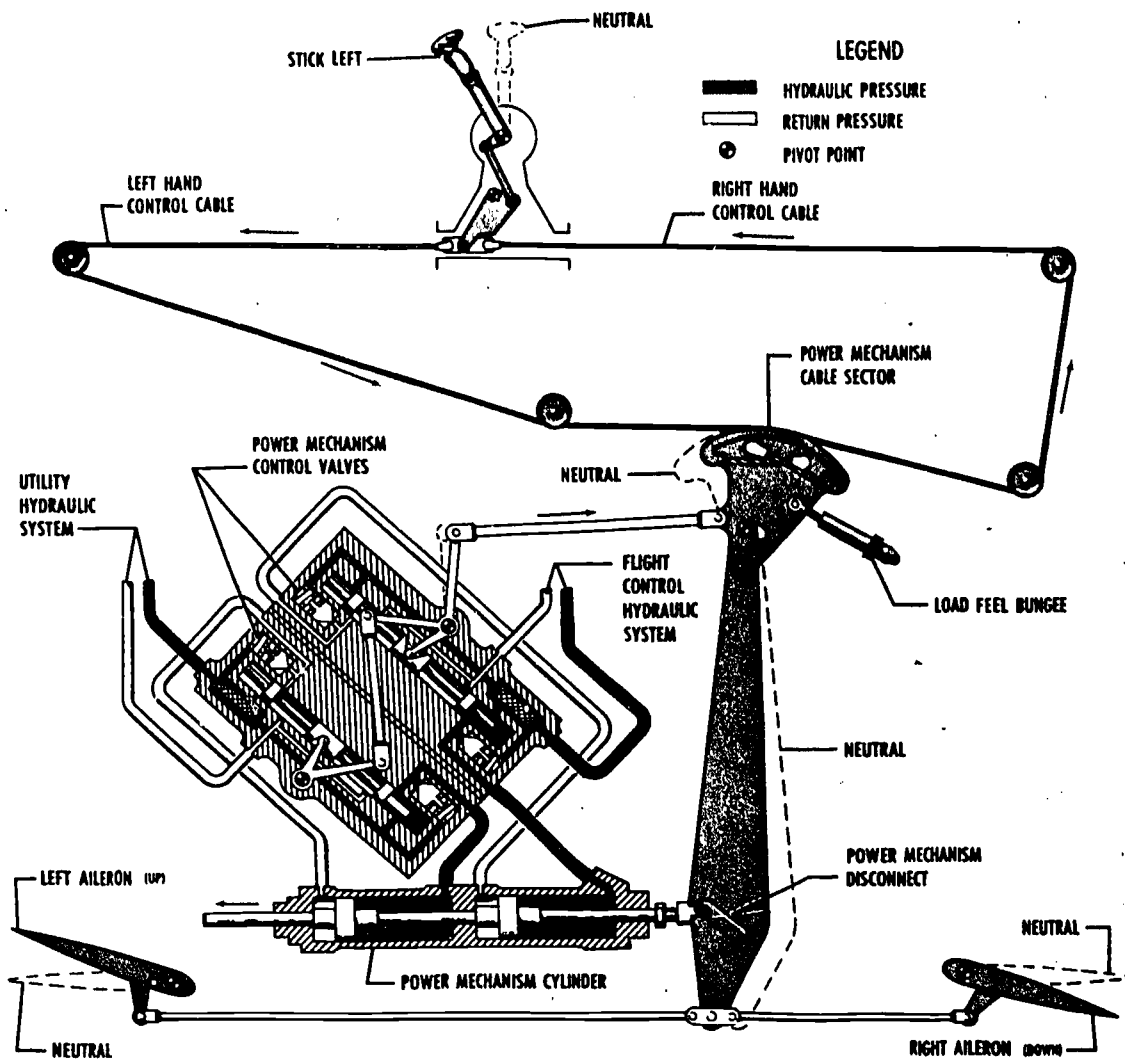 NEUTRAL
STICK LEFT
LEGEND
HYDRAULIC PRESSURE
RETURN PRESSURE
PIVOT POINT
LEFT HAND
CONTROL CABLE
RIGHT HAND
CONTROL CABLE
POWER MECHANISM
CABLE SECTOR
POWER MECHANISM
CONTROL VALVES
NEUTRAL
UTILITY
HYDRAULIC
SYSTEM
FLIGHT
CONTROL
HYDRAULIC
SYSTEM
LOAD FEEL BUNGEE
NEUTRAL
POWER MECHANISM
DISCONNECT
LEFT AILERON (UP)
NEUTRAL
POWER MECHANISM CYLINDER
NEUTRAL
RIGHT AILERON (DOWN)